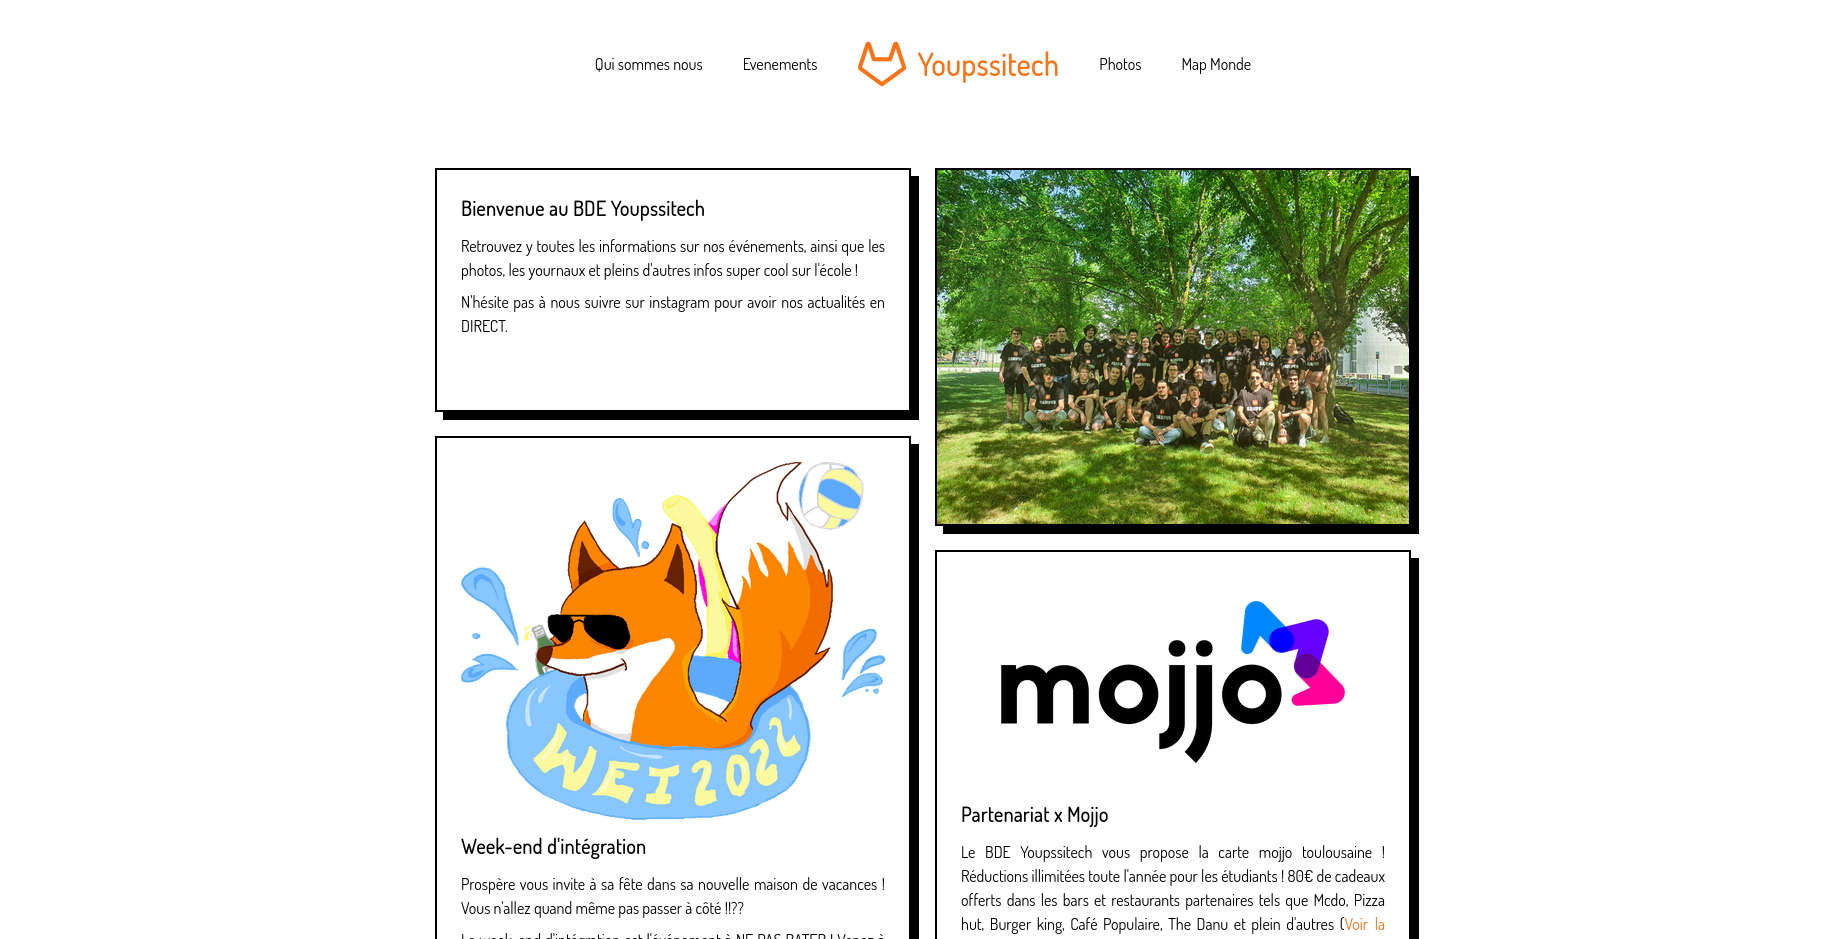 Qui sommes nous
Evenements
Youpssitech
Photos
Map Monde
Bienvenue au BDE Youpssitech
Retrouvez y toutes les informations sur nos événements, ainsi que les
photos, les yournaux et pleins d'autres infos super cool sur l'école !
N'hésite pas à nous suivre sur instagram pour avoir nos actualités en
DIRECT.
WEI 2022
Week-end d'intégration
Prospère vous invite à sa fête dans sa nouvelle maison de vacances !
Vous n'allez quand même pas passer à côté !!??
mojjo
Partenariat x Mojjo
Le BDE Youpssitech vous propose la carte mojjo toulousaine !
Réductions illimitées toute l'année pour les étudiants ! 80€ de cadeaux
offerts dans les bars et restaurants partenaires tels que Mcdo, Pizza
hut, Burger king, Café Populaire, The Danu et plein d'autres (Voir la